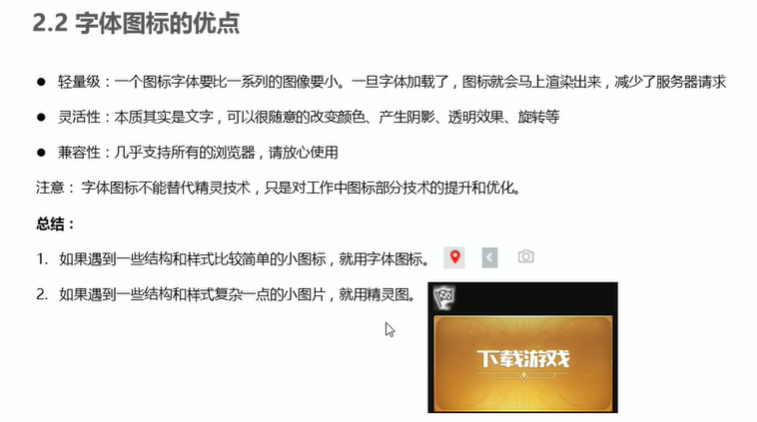 2.2 字体图标的优点
● 轻量级：一个图标字体要比一系列的图像要小。一旦字体加载了，图标就会马上渲染出来，减少了服务器请求
● 灵活性：本质其实是文字，可以很随意的改变颜色、产生阴影、透明效果、旋转等
● 兼容性：几乎支持所有的浏览器，请放心使用
注意： 字体图标不能替代精灵技术，只是对工作中图标部分技术的提升和优化。
总结：
1. 如果遇到一些结构和样式比较简单的小图标，就用字体图标。
2. 如果遇到一些结构和样式复杂一点的小图片，就用精灵图。
下载游戏